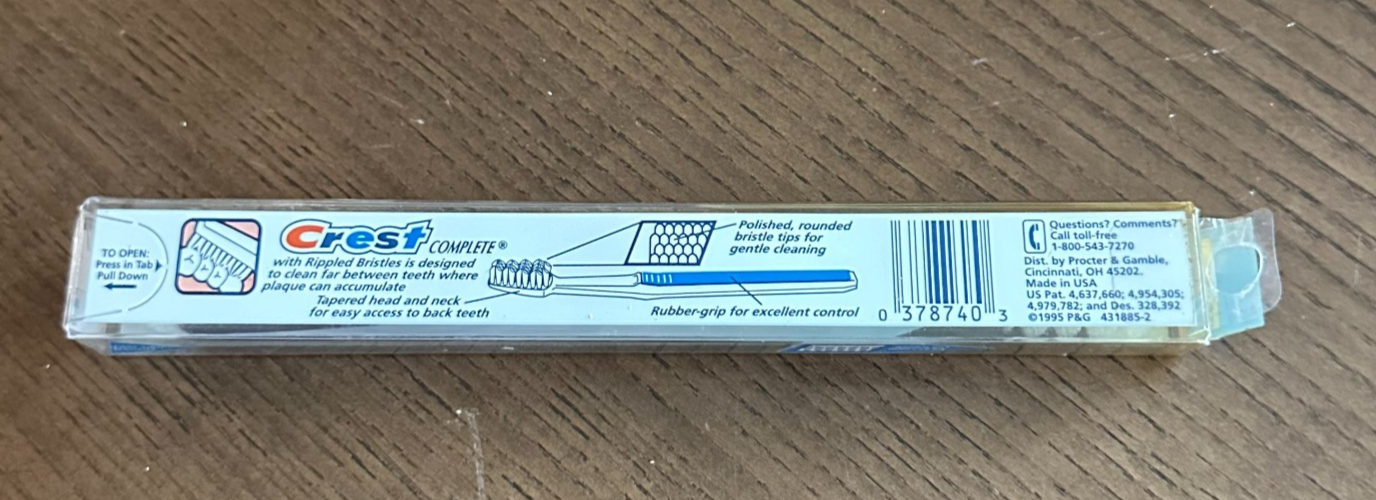 TO OPEN:
Press in Tab
Pull Down
Crest COMPLETE®
with Rippled Bristles is designed
to clean far between teeth where
plaque can accumulate
Tapered head and neck
for easy access to back teeth
Polished, rounded
bristle tips for
gentle cleaning
Rubber-grip for excellent control
0 378740 3
Questions? Comments?
Call toll-free
1-800-543-7270
Dist. by Procter & Gamble,
Cincinnati, OH 45202.
Made in USA
US Pat. 4,637,660; 4,954,305;
4,979,782; and Des. 328,392
©1995 P&G 431885-2